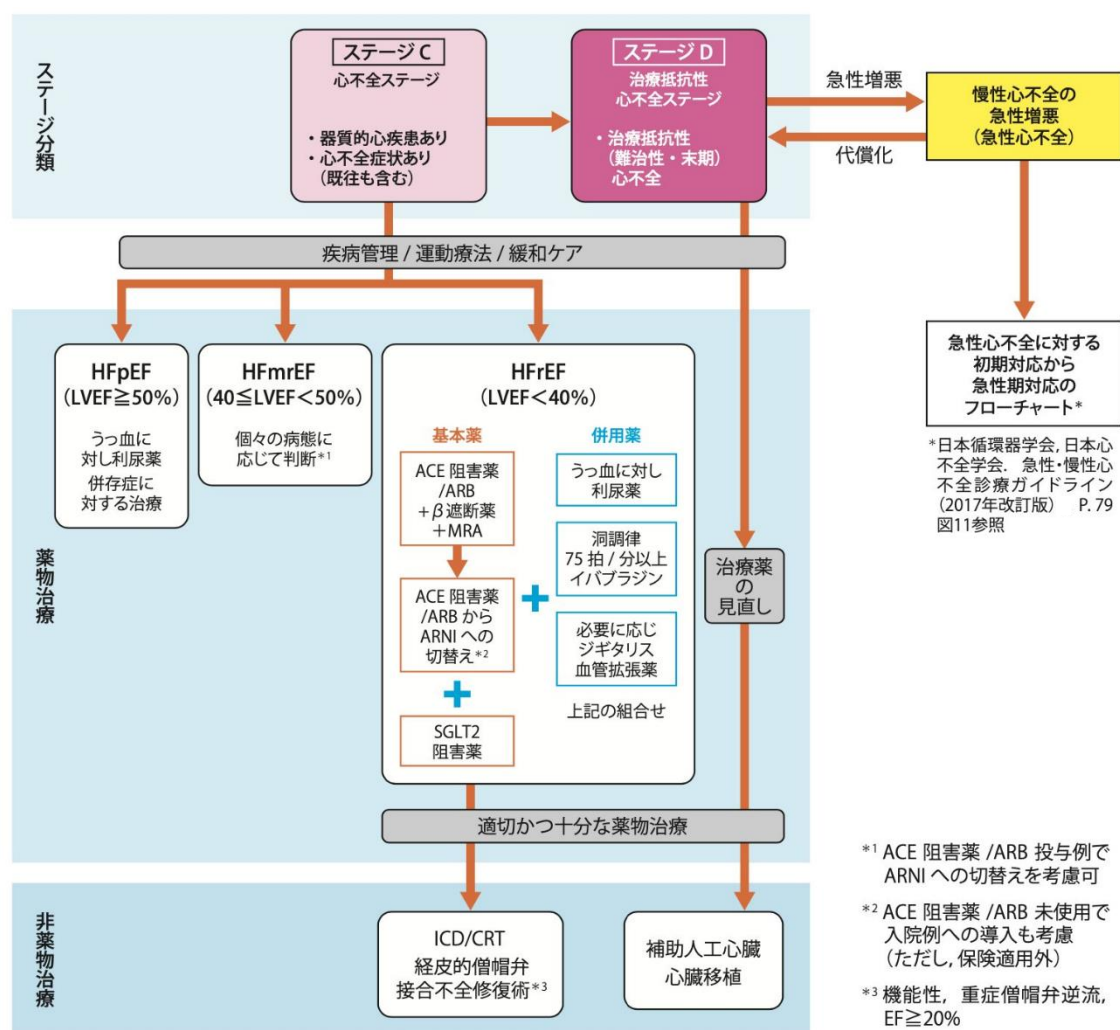 ステージ分類
ステージ C
心不全ステージ
・器質的心疾患あり
・心不全症状あり
(既往も含む)
ステージ D
治療抵抗性
心不全ステージ
・治療抵抗性
(難治性・末期)
心不全
急性増悪
代償化
慢性心不全の
急性増悪
(急性心不全)
疾病管理 / 運動療法 / 緩和ケア
薬物治療
HFpEF
(LVEF≧50%)
うっ血に
対し利尿薬
併存症に
対する治療
HFmrEF
(40≦LVEF<50%)
個々の病態に
応じて判断*1
HFrEF
(LVEF<40%)
基本薬
ACE 阻害薬
/ARB
+β遮断薬
+MRA
ACE 阻害薬
/ARB から
ARNI への
切替え*2
+
SGLT2
阻害薬
+
併用薬
うっ血に対し
利尿薬
洞調律
75 拍 / 分以上
イバブラジン
必要に応じ
ジギタリス
血管拡張薬
上記の組合せ
治療薬
の
見直し
急性心不全に対する
初期対応から
急性期対応の
フローチャート*
*日本循環器学会, 日本心
不全学会. 急性・慢性心
不全診療ガイドライン
(2017年改訂版) P. 79
図11参照
適切かつ十分な薬物治療
非薬物治療
ICD/CRT
経皮的僧帽弁
接合不全修復術*3
補助人工心臓
心臓移植
*1 ACE 阻害薬 /ARB 投与例で
ARNI への切替えを考慮可
*2 ACE 阻害薬 /ARB 未使用で
入院例への導入も考慮
(ただし, 保険適用外)
*3 機能性, 重症僧帽弁逆流,
EF≧20%